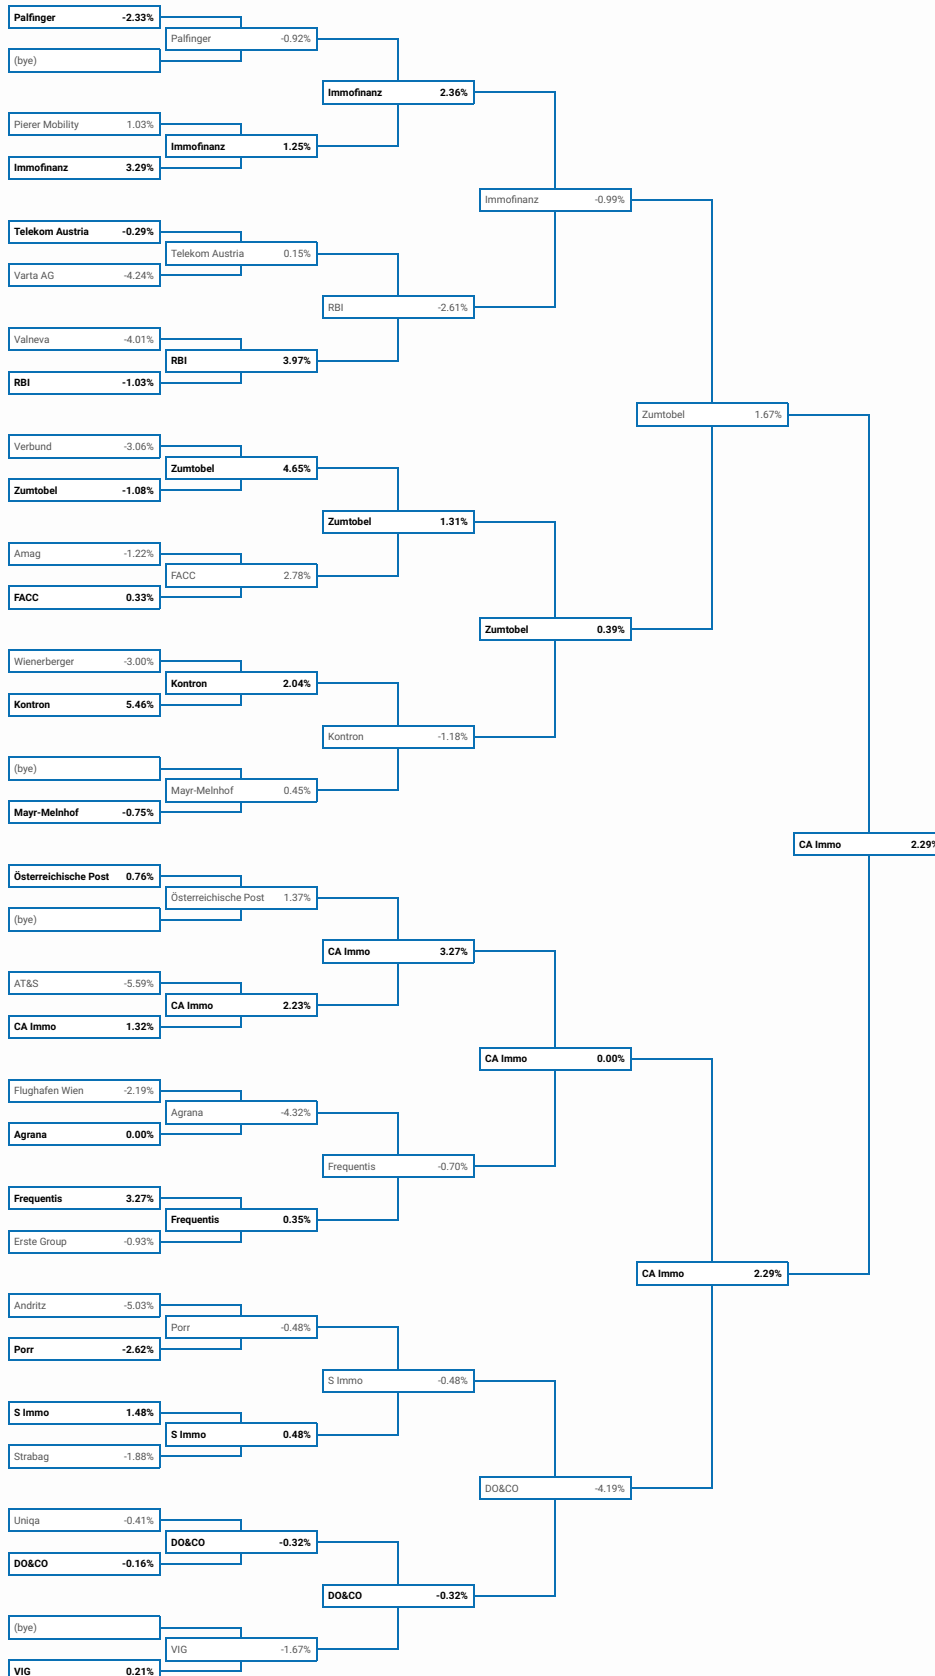 Palfinger -2.33%
Palfinger -0.92%
(bye)
Immofinanz 2.36%
Pierer Mobility 1.03%
Immofinanz 1.25%
Immofinanz 3.29%
Immofinanz -0.99%
Telekom Austria -0.29%
Telekom Austria 0.15%
Varta AG -4.24%
RBI -2.61%
Valneva -4.01%
RBI 3.97%
RBI -1.03%
Zumtobel 1.67%
Verbund -3.06%
Zumtobel 4.65%
Zumtobel -1.08%
Zumtobel 1.31%
Amag -1.22%
FACC 2.78%
FACC 0.33%
Zumtobel 0.39%
Wienerberger -3.00%
Kontron 2.04%
Kontron 5.46%
Kontron -1.18%
(bye)
Mayr-Melnhof 0.45%
Mayr-Melnhof -0.75%
CA Immo 2.29%
Österreichische Post 0.76%
Österreichische Post 1.37%
(bye)
CA Immo 3.27%
AT&S -5.59%
CA Immo 2.23%
CA Immo 1.32%
CA Immo 0.00%
Flughafen Wien -2.19%
Agrana -4.32%
Agrana 0.00%
Frequentis -0.70%
Frequentis 3.27%
Frequentis 0.35%
Erste Group -0.93%
CA Immo 2.29%
Andritz -5.03%
Porr -0.48%
Porr -2.62%
S Immo -0.48%
S Immo 1.48%
S Immo 0.48%
Strabag -1.88%
DO&CO -4.19%
Uniqa -0.41%
DO&CO -0.32%
DO&CO -0.16%
DO&CO -0.32%
(bye)
VIG -1.67%
VIG 0.21%